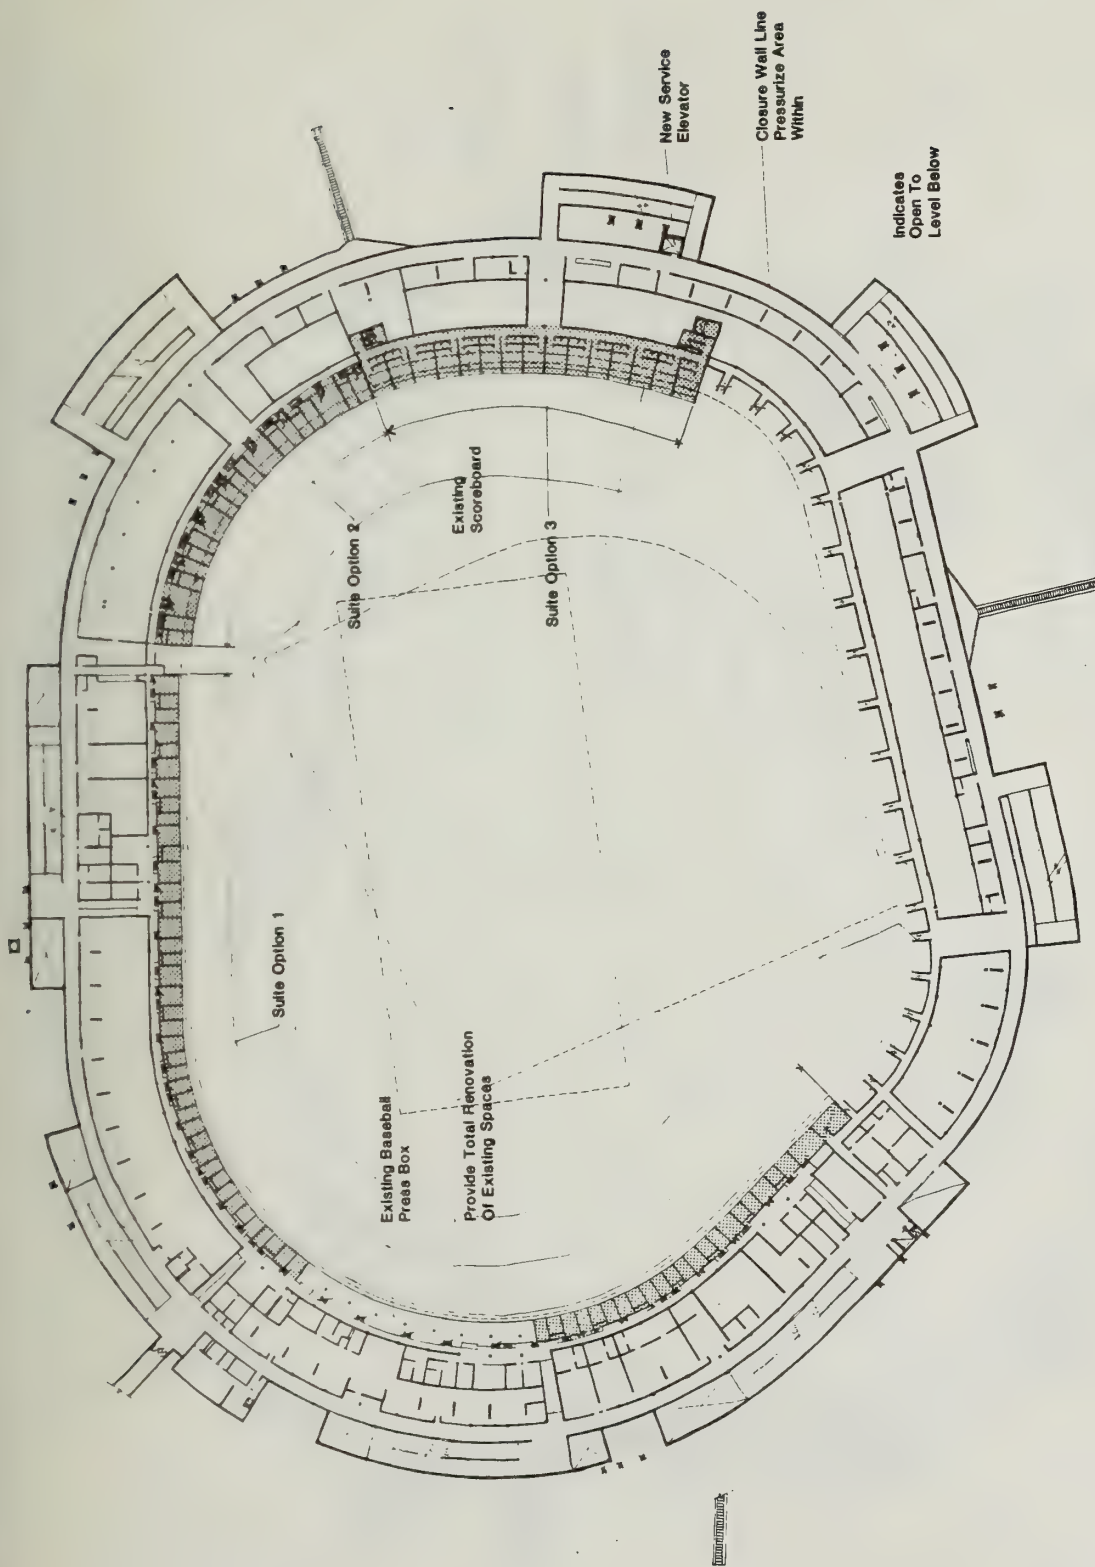 New Service
Elevator
Closure Wall Line
Pressurize Area
Within
Indicates
Open To
Level Below
Existing
Scoreboard
Suite Option 2
Suite Option 3
Suite Option 1
Existing Baseball
Press Box
Provide Total Renovation
Of Existing Spaces